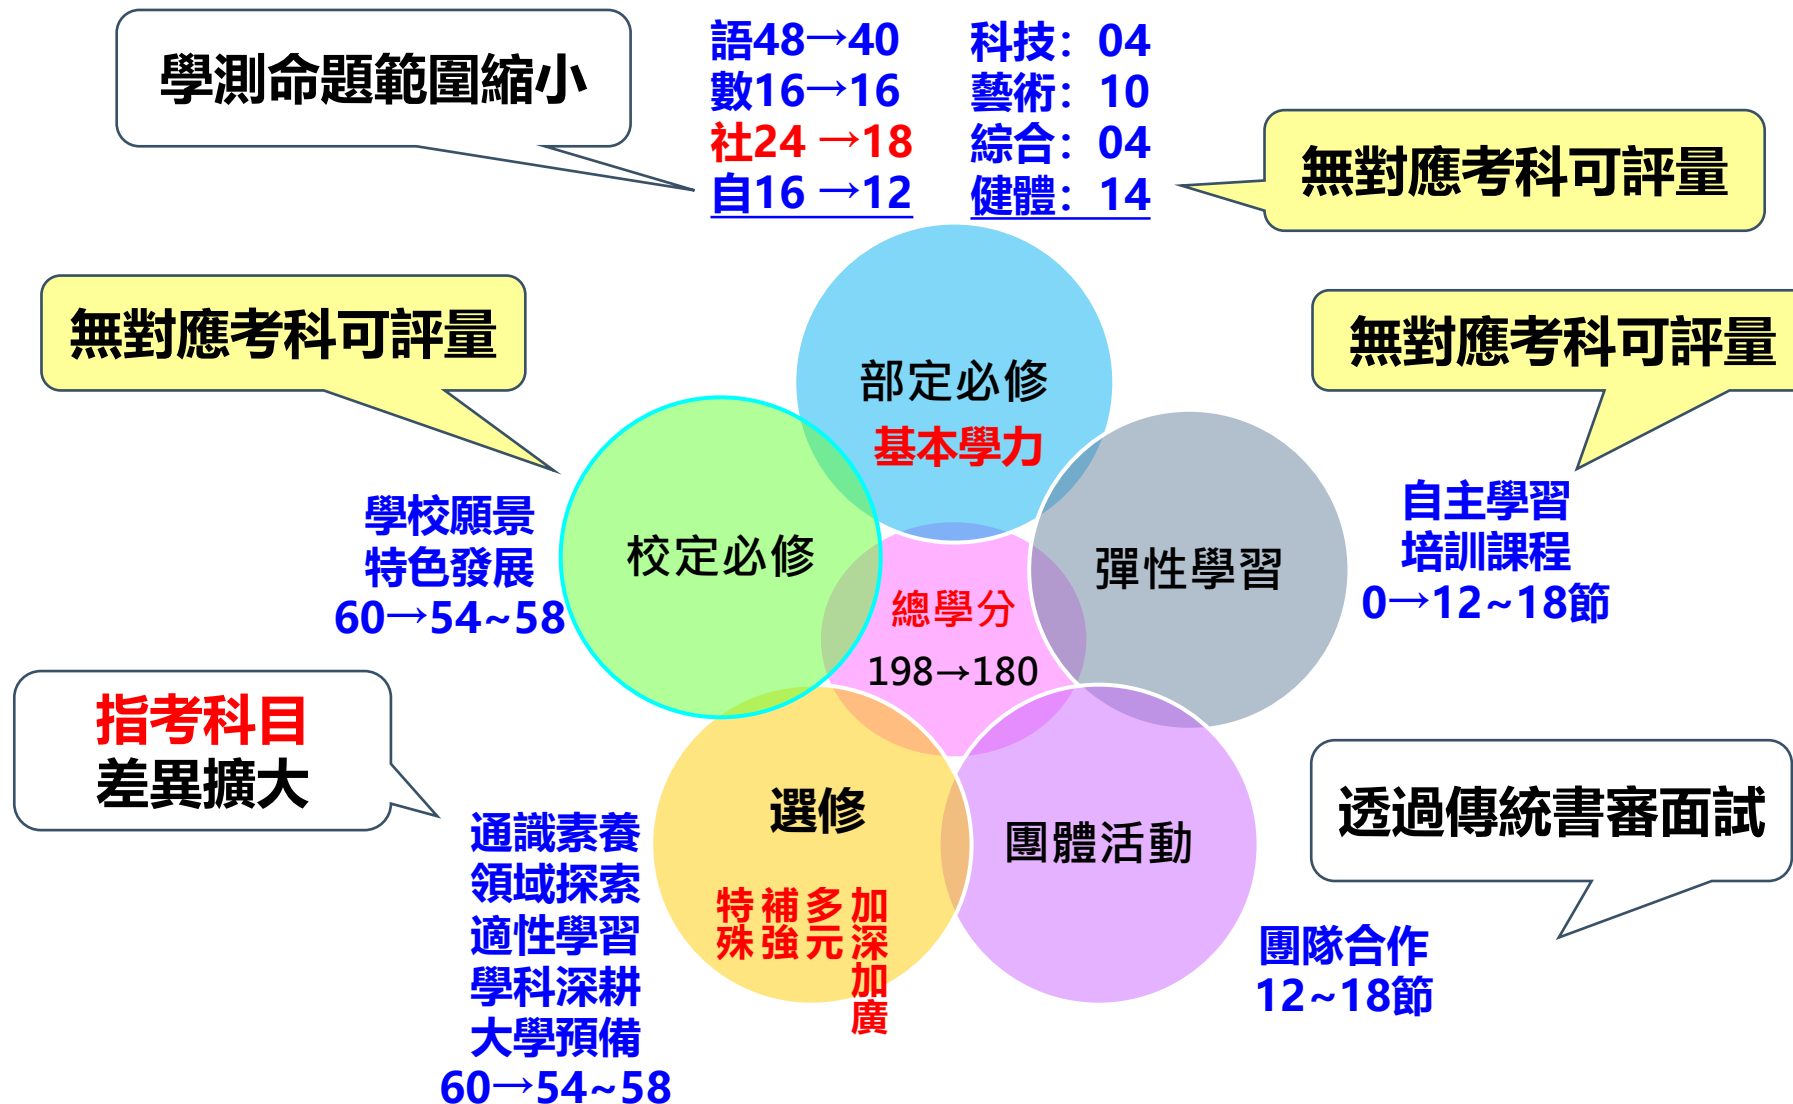 學測命題範圍縮小
語48→40
數16→16
社24 →18
自16 →12
科技：04
藝術：10
綜合：04
健體：14
無對應考科可評量
無對應考科可評量
無對應考科可評量
部定必修
基本學力
校定必修
學校願景
特色發展
60→54~58
彈性學習
自主學習
培訓課程
0→12~18節
總學分
198→180
指考科目
差異擴大
選修
特殊
補強
多元
加深加廣
通識素養
領域探索
適性學習
學科深耕
大學預備
60→54~58
團體活動
透過傳統書審面試
團隊合作
12~18節